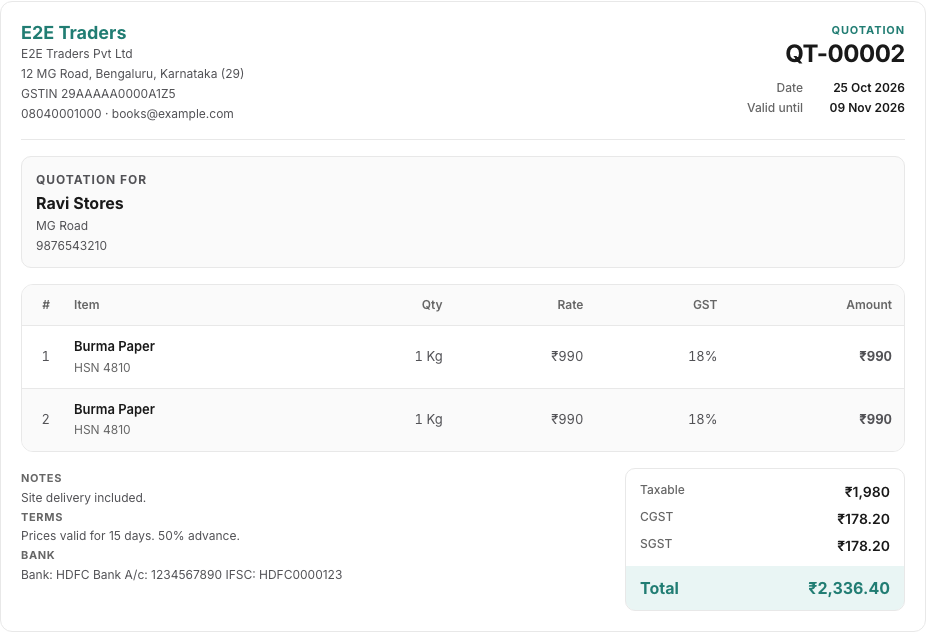 E2E Traders
E2E Traders Pvt Ltd
12 MG Road, Bengaluru, Karnataka (29)
GSTIN 29AAAAA0000A1Z5
08040001000 · books@example.com
QUOTATION
QT-00002
Date 25 Oct 2026
Valid until 09 Nov 2026
QUOTATION FOR
Ravi Stores
MG Road
9876543210
# Item Qty Rate GST Amount
1 Burma Paper 1 Kg ₹990 18% ₹990
HSN 4810
2 Burma Paper 1 Kg ₹990 18% ₹990
HSN 4810
NOTES
Site delivery included.
TERMS
Prices valid for 15 days. 50% advance.
BANK
Bank: HDFC Bank A/c: 1234567890 IFSC: HDFC0000123
Taxable ₹1,980
CGST ₹178.20
SGST ₹178.20
Total ₹2,336.40